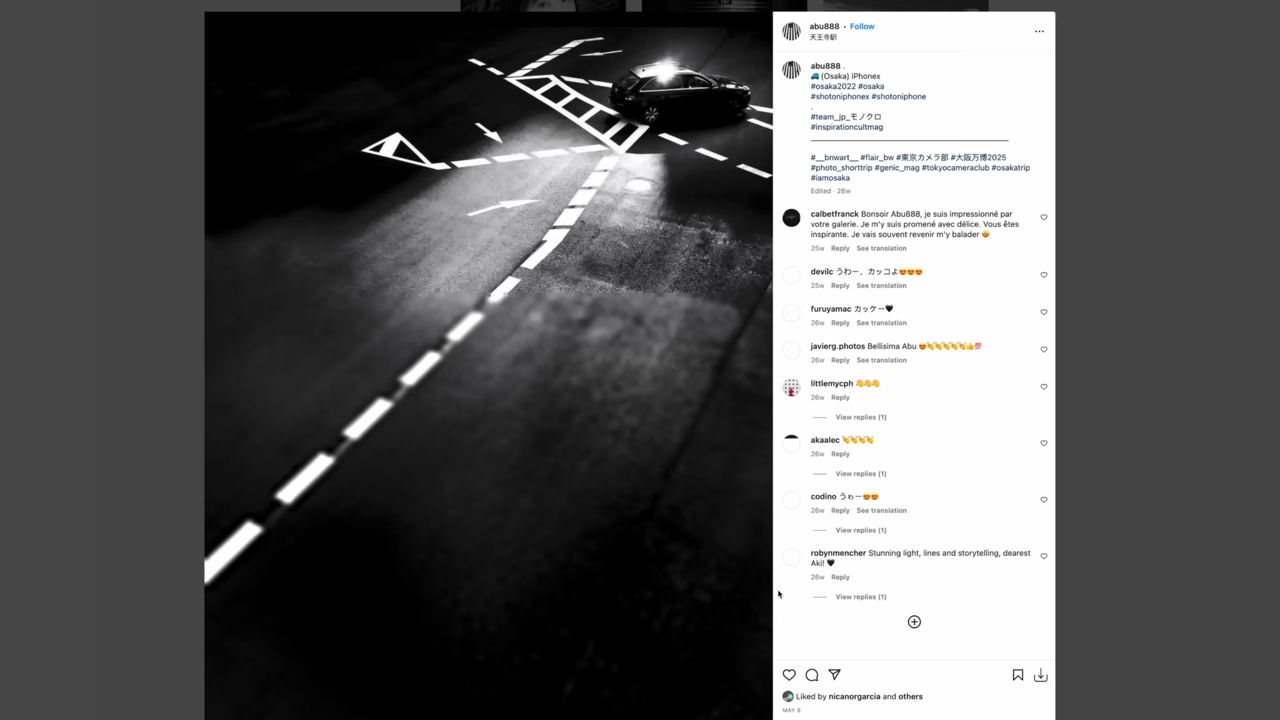 abu888 • Follow
天王寺駅
abu888 .
🚙 (Osaka) iPhonex
#osaka2022 #osaka
#shotoniphonex #shotoniphone
.
#team_jp_モノクロ
#inspirationcultmag
#__bnwart__ #flair_bw #東京カメラ部 #大阪万博2025
#photo_shorttrip #genic_mag #tokyocameraclub #osakatrip
#iamosaka
Edited · 26w
calbetfranck Bonsoir Abu888, je suis impressionné par
votre galerie. Je m'y suis promené avec délice. Vous êtes
inspirante. Je vais souvent revenir m'y balader 🤩
25w Reply See translation
devilc うわー、カッコよ😍😍😍
25w Reply See translation
furuyamac カッケー🖤
26w Reply See translation
javierg.photos Bellisima Abu 😍👏👏👏👏👏👍💯
26w Reply See translation
littlemycph 👋👋👋
26w Reply
View replies (1)
akaalec 👏👏👏👏
26w Reply
View replies (1)
codino うゎー😍😍
26w Reply See translation
View replies (1)
robynmencher Stunning light, lines and storytelling, dearest
Aki! 🖤
26w Reply
View replies (1)
Liked by nicanorgarcia and others
MAY 9